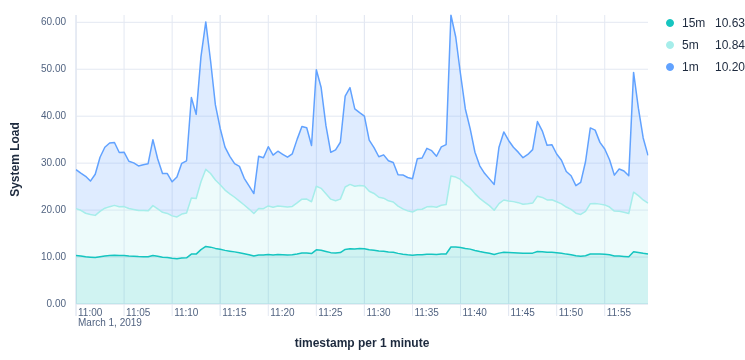 60.00
50.00
40.00
30.00
20.00
10.00
0.00
System Load
11:00 11:05 11:10 11:15 11:20 11:25 11:30 11:35 11:40 11:45 11:50 11:55
March 1, 2019
timestamp per 1 minute
15m 10.63
5m 10.84
1m 10.20